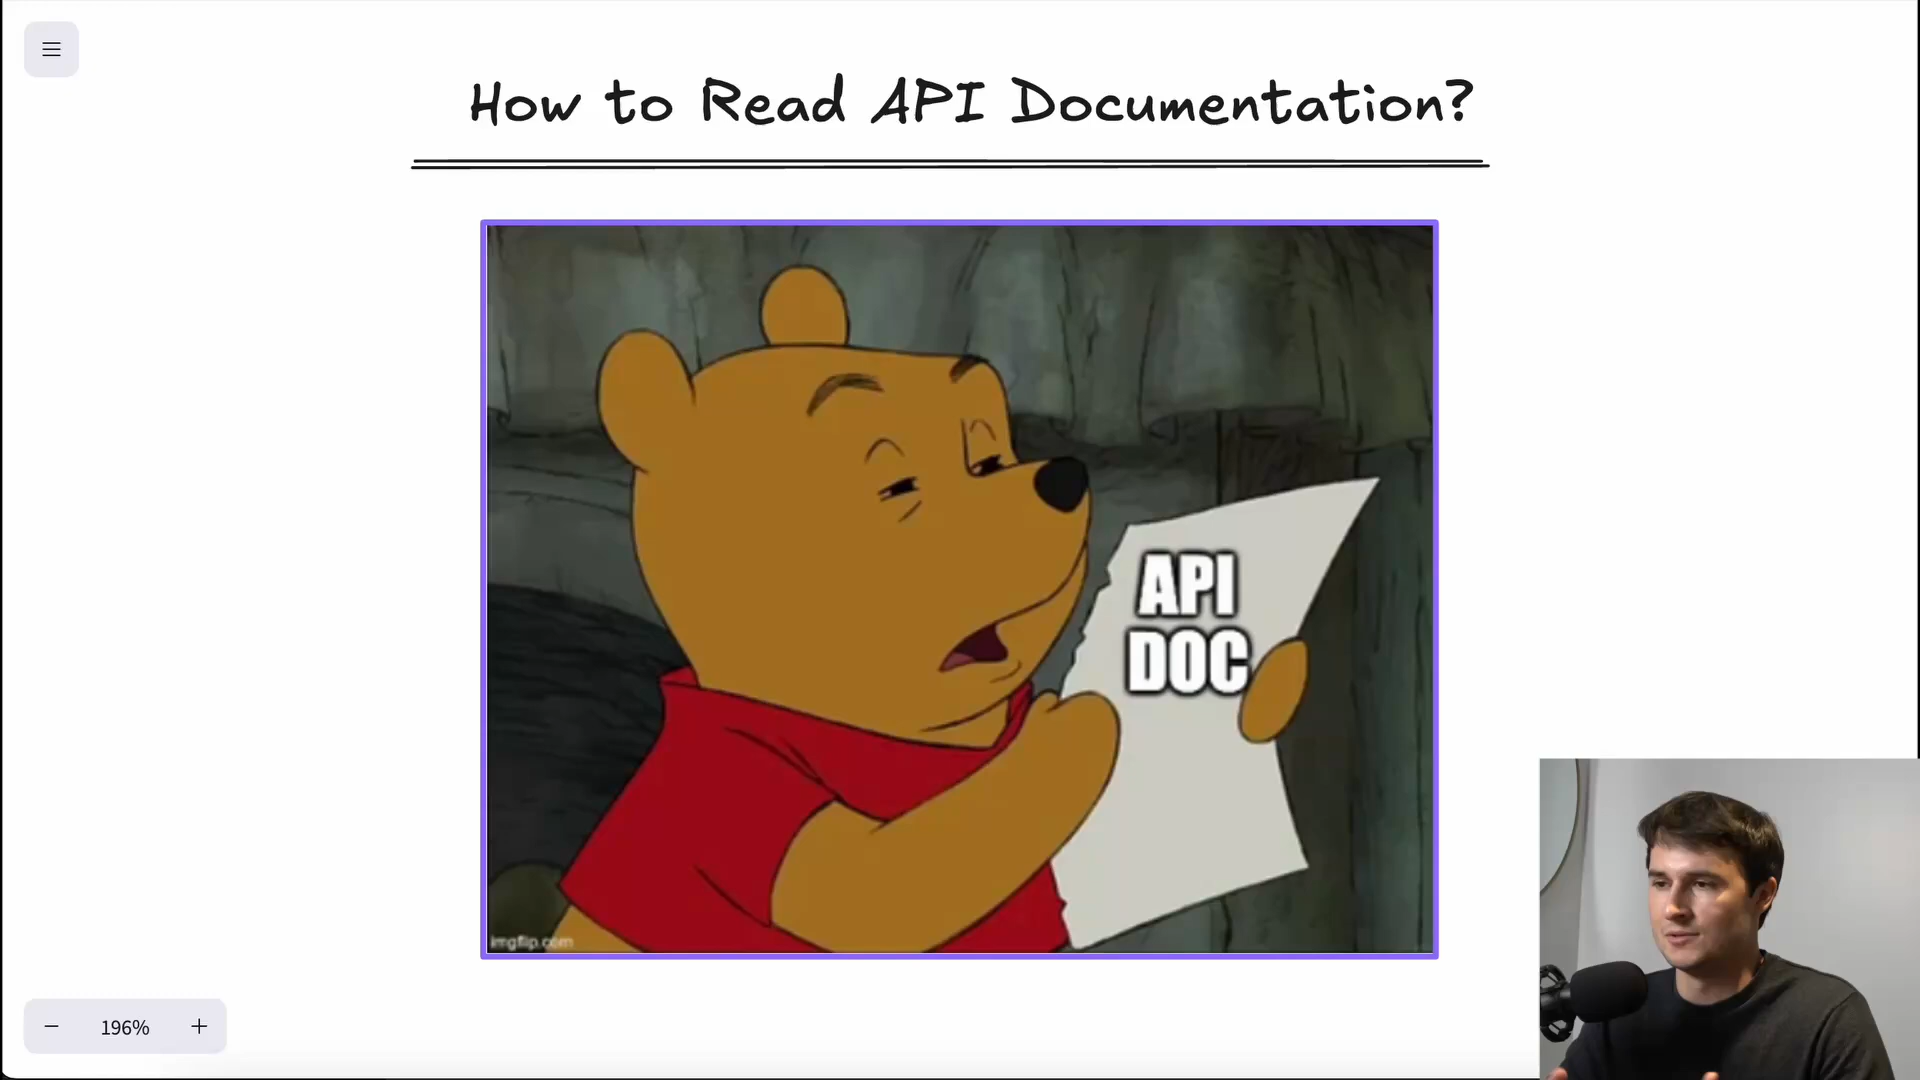 How to Read API Documentation?
API
DOC
imgflip.com
196%